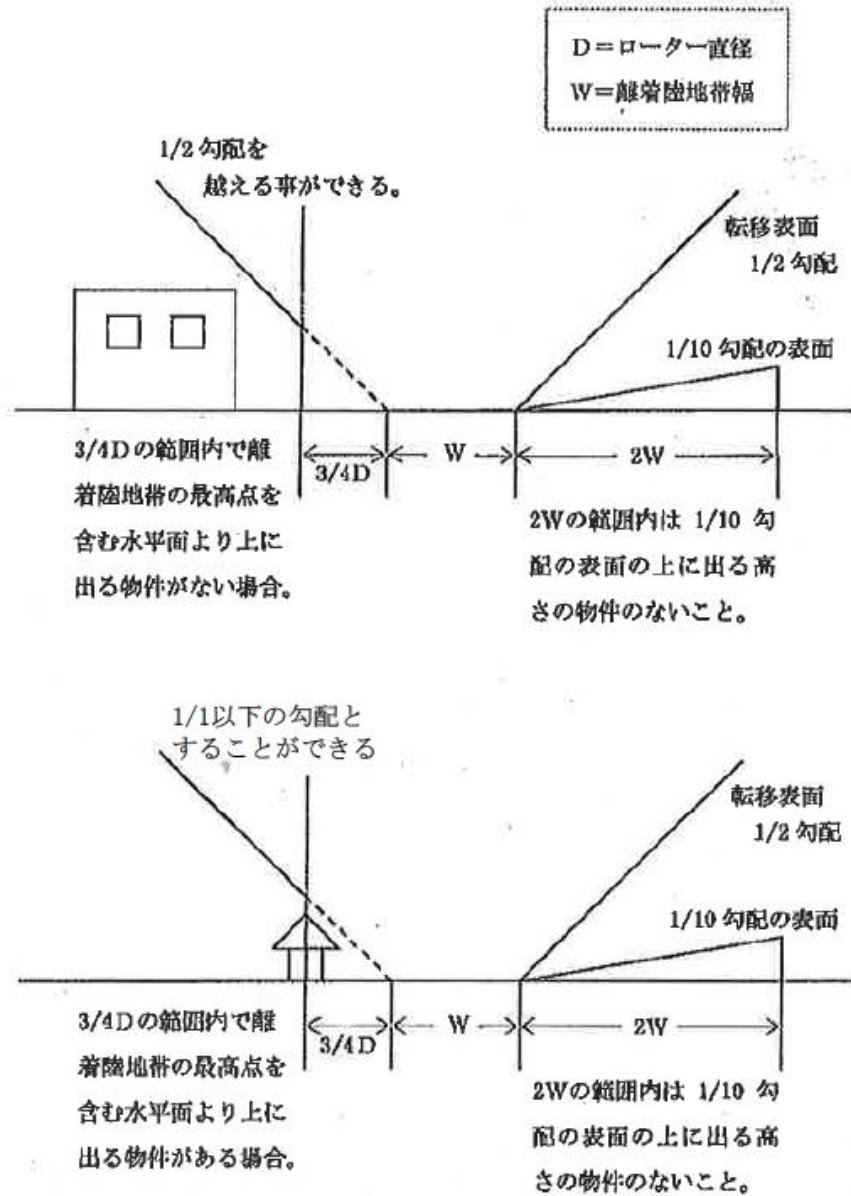 D＝ローター直径
W＝離着陸地帯幅
1/2 勾配を
越える事ができる。
転移表面
1/2 勾配
1/10 勾配の表面
3/4D
W
2W
3/4Dの範囲内で離
着陸地帯の最高点を
含む水平面より上に
出る物件がない場合。
2Wの範囲内は 1/10 勾
配の表面の上に出る高
さの物件のないこと。
1/1以下の勾配と
することができる
転移表面
1/2 勾配
1/10 勾配の表面
3/4D
W
2W
3/4Dの範囲内で離
着陸地帯の最高点を
含む水平面より上に
出る物件がある場合。
2Wの範囲内は 1/10 勾
配の表面の上に出る高
さの物件のないこと。